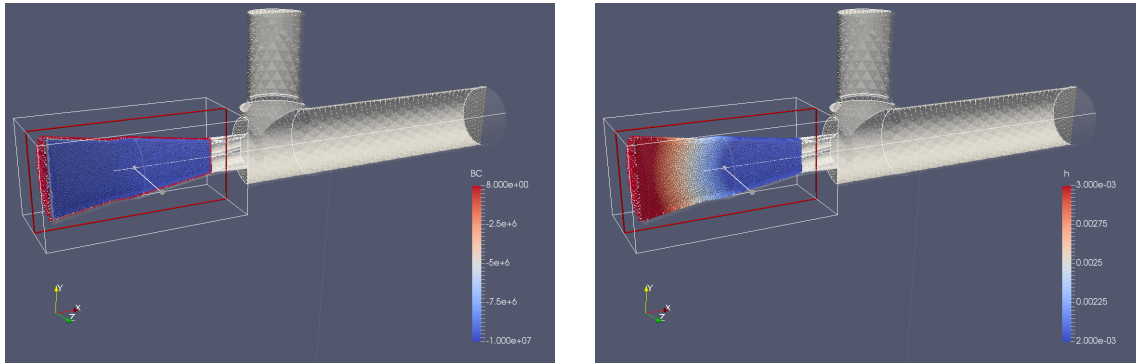 BC
8.000e+00
-2.5e+6
-5e+6
-7.5e+6
-1.000e+07
Y
X
Z
h
3.000e-03
0.00275
0.0025
0.00225
2.000e-03
Y
X
Z